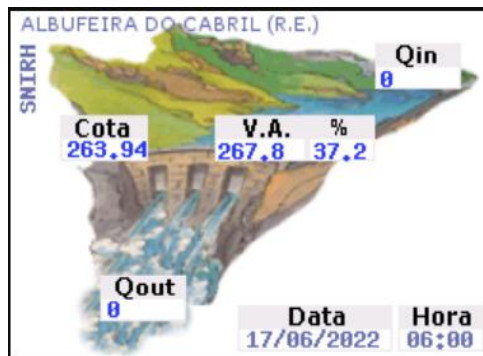 ALBUFEIRA DO CABRIL (R.E.)
SNIRH
Qin
0
Cota
263.94
V.A. %
267.8 37.2
Qout
0
Data Hora
17/06/2022 06:00